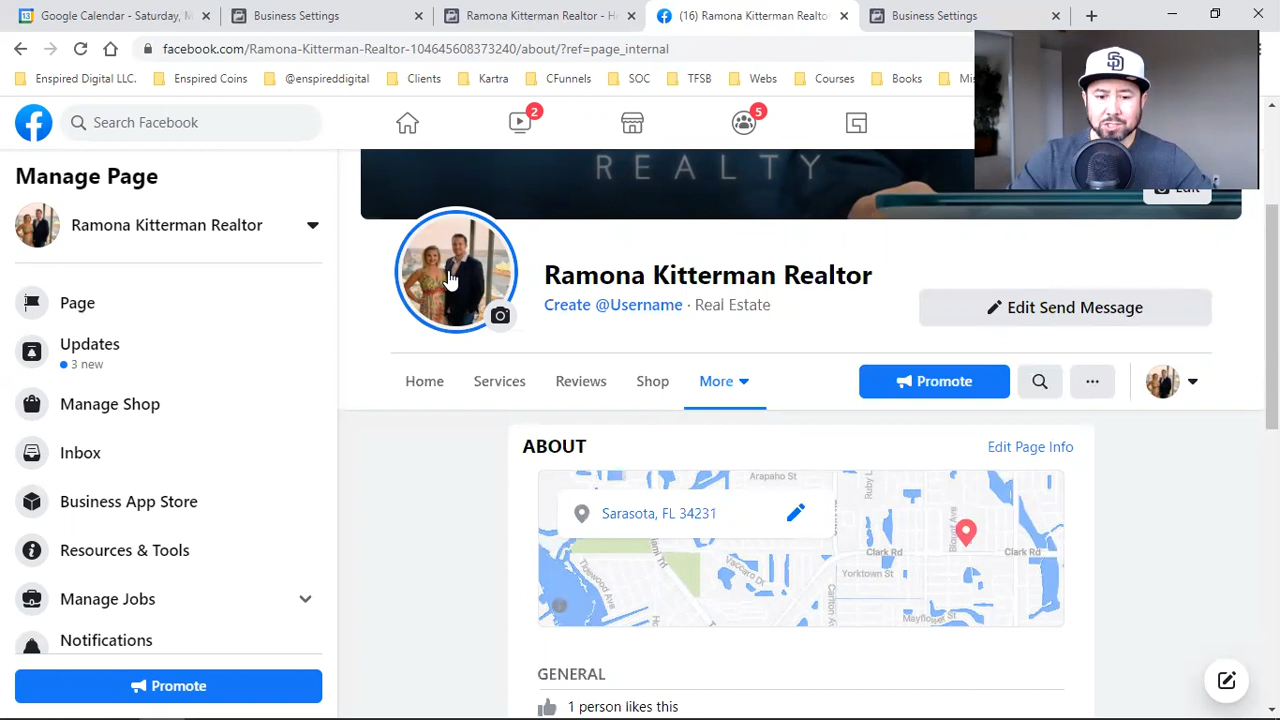 Google Calendar - Saturday, M
Business Settings
Ramona Kitterman Realtor - H
(16) Ramona Kitterman Realto
Business Settings
facebook.com/Ramona-Kitterman-Realtor-104645608373240/about/?ref=page_internal
Enspired Digital LLC.
Enspired Coins
@enspireddigital
Clients
Kartra
CFunnels
SOC
TFSB
Webs
Courses
Books
Mis
Search Facebook
2
5
Manage Page
Ramona Kitterman Realtor
Page
Updates
3 new
Manage Shop
Inbox
Business App Store
Resources & Tools
Manage Jobs
Notifications
Promote
REALTY
Edit
Ramona Kitterman Realtor
Create @Username · Real Estate
Edit Send Message
Home
Services
Reviews
Shop
More
Promote
ABOUT
Edit Page Info
Arapaho St
Sarasota, FL 34231
Blount Ave
Clark Rd
Clark Rd
Yorktown St
GENERAL
1 person likes this